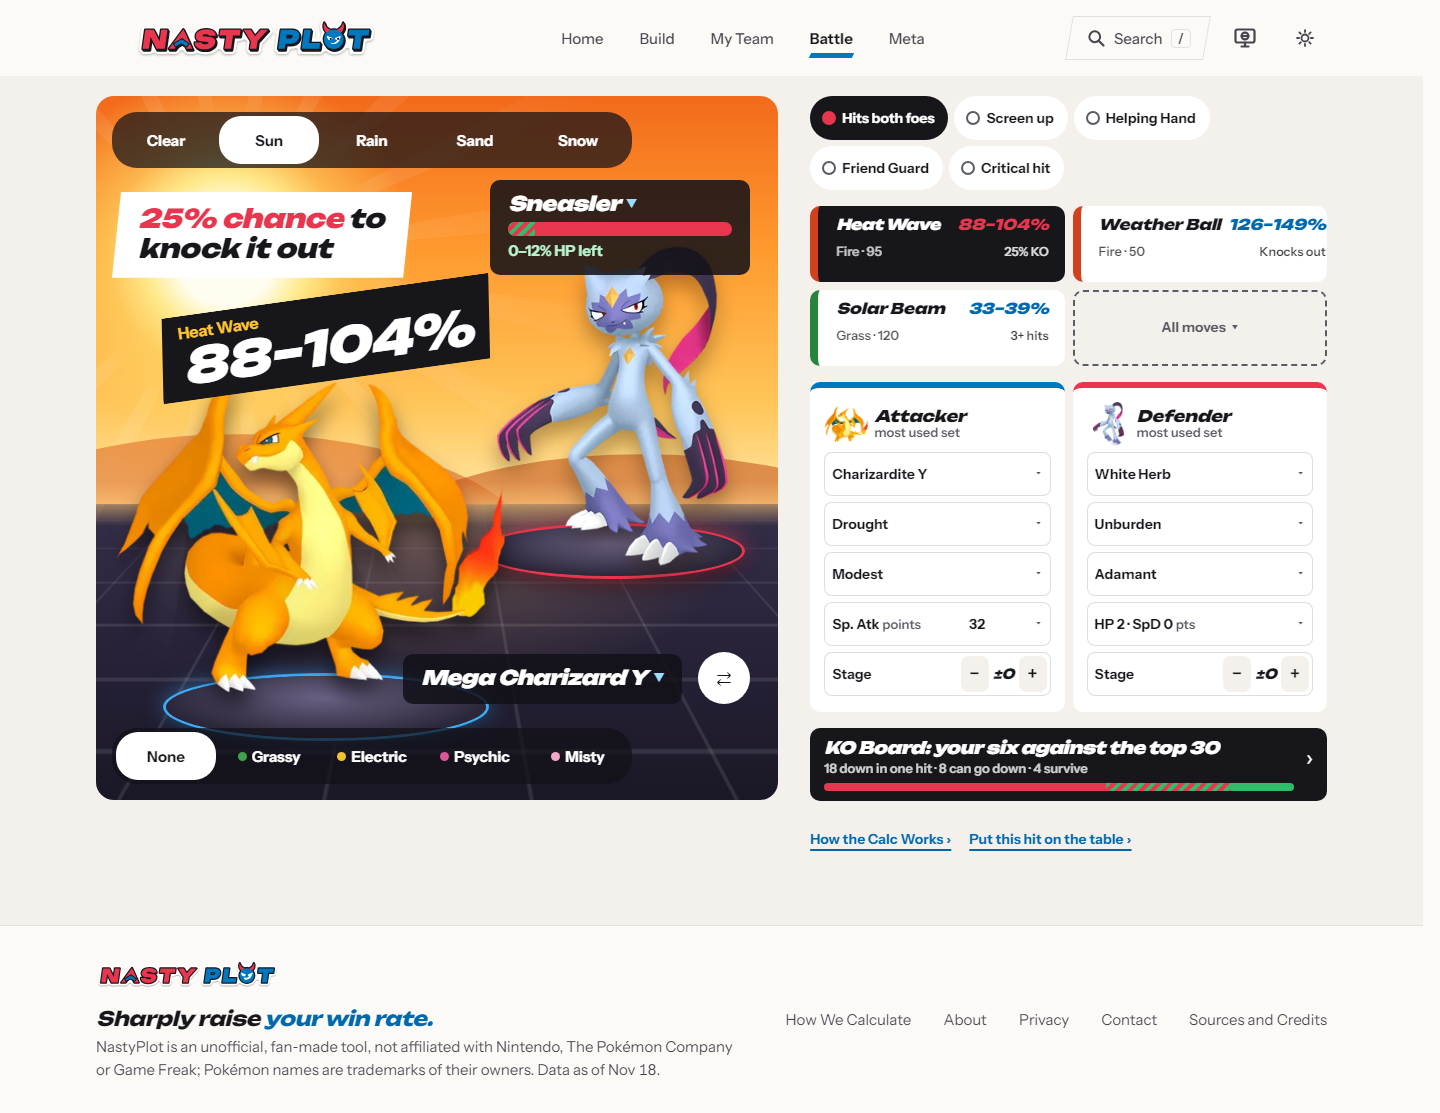 NASTY PLOT
Home
Build
My Team
Battle
Meta
Search /
Clear
Sun
Rain
Sand
Snow
25% chance to
knock it out
Sneasler
0–12% HP left
Heat Wave
88–104%
Mega Charizard Y
None
Grassy
Electric
Psychic
Misty
Hits both foes
Screen up
Helping Hand
Friend Guard
Critical hit
Heat Wave 88–104%
Fire · 95 25% KO
Weather Ball 126–149%
Fire · 50 Knocks out
Solar Beam 33–39%
Grass · 120 3+ hits
All moves
Attacker
most used set
Charizardite Y
Drought
Modest
Sp. Atk points 32
Stage − ±0 +
Defender
most used set
White Herb
Unburden
Adamant
HP 2 · SpD 0 pts
Stage − ±0 +
KO Board: your six against the top 30
18 down in one hit · 8 can go down · 4 survive
How the Calc Works ›
Put this hit on the table ›
NASTY PLOT
Sharply raise your win rate.
NastyPlot is an unofficial, fan-made tool, not affiliated with Nintendo, The Pokémon Company
or Game Freak; Pokémon names are trademarks of their owners. Data as of Nov 18.
How We Calculate
About
Privacy
Contact
Sources and Credits